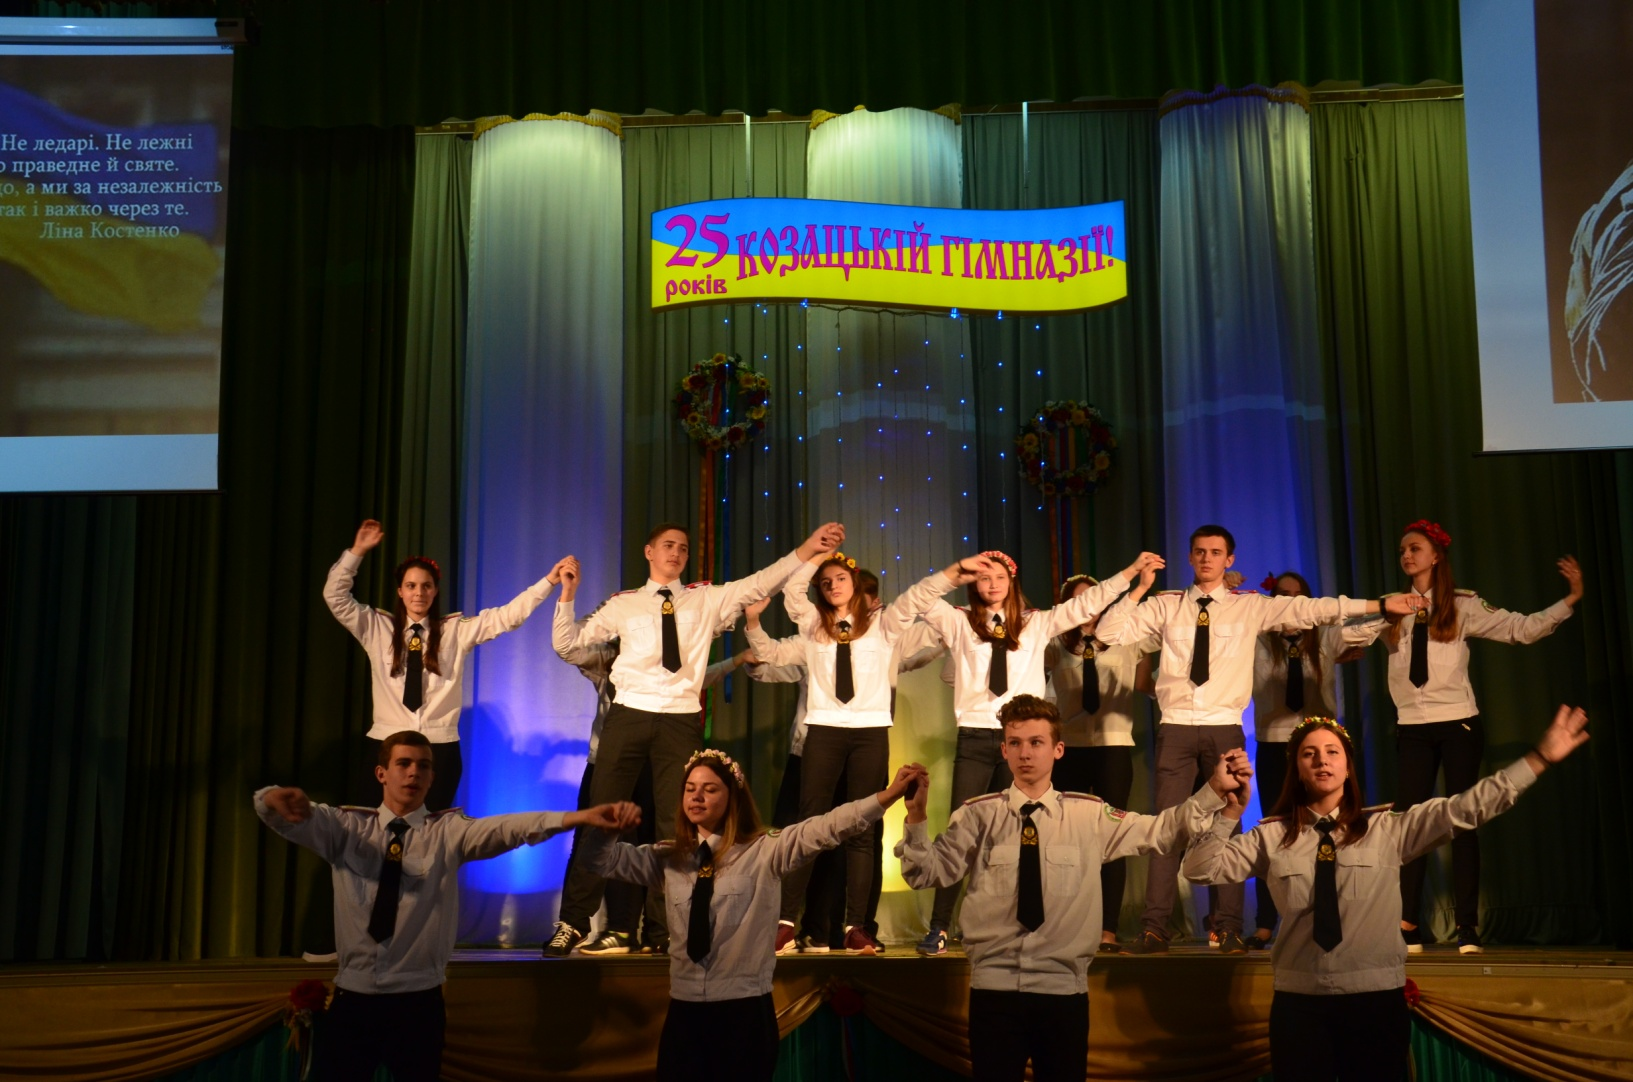 Не ледарі. Не лежні
праведне й святе.
а ми за незалежність
так і важко через те.
Ліна Костенко
25 КОЗАЦЬКІЙ ГІМНАЗІЇ!
років